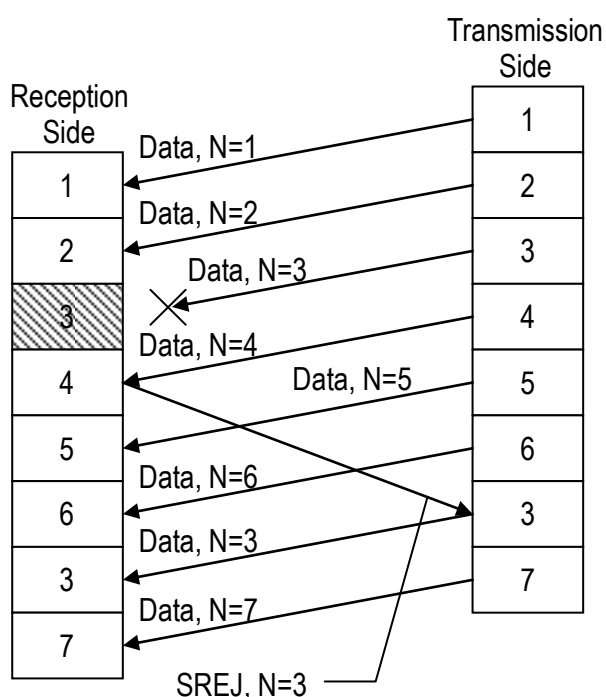 Transmission
Side
Reception
Side
1
2
3
4
5
6
3
7
1
2
3
4
5
6
3
7
Data, N=1
Data, N=2
Data, N=3
Data, N=4
Data, N=5
Data, N=6
Data, N=3
Data, N=7
SREJ, N=3